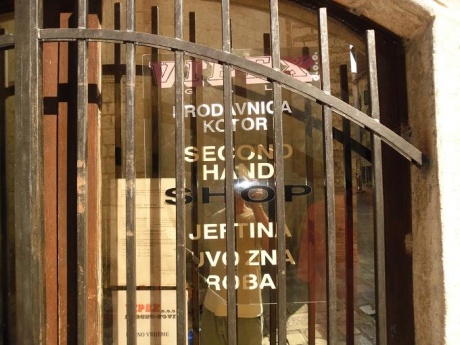 d.o.o.
PRODAVNICA
KOTOR
SECOND
HAND
SHOP
JEFTINA
UVOZNA
ROBA